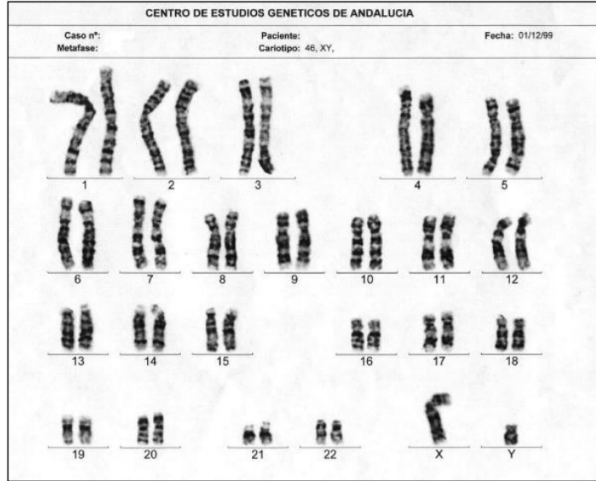 CENTRO DE ESTUDIOS GENETICOS DE ANDALUCIA
Caso nº: Paciente: Fecha: 01/12/99
Metafase: Cariotipo: 46, XY,
1 2 3 4 5
6 7 8 9 10 11 12
13 14 15 16 17 18
19 20 21 22 X Y